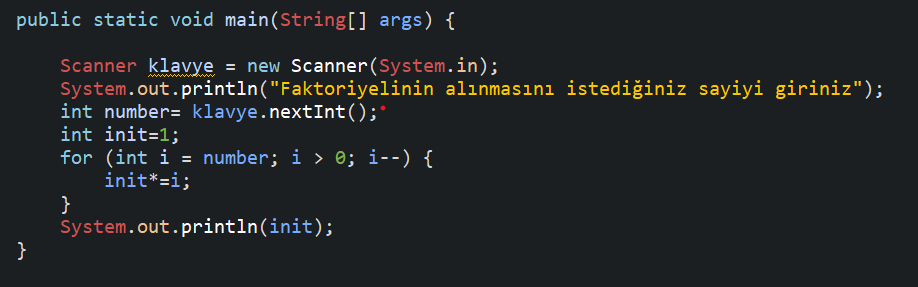 public static void main(String[] args) {
Scanner klavye = new Scanner(System.in);
System.out.println("Faktoriyelinin alınmasını istediğiniz sayiyi giriniz");
int number= klavye.nextInt();
int init=1;
for (int i = number; i > 0; i--) {
init*=i;
}
System.out.println(init);
}